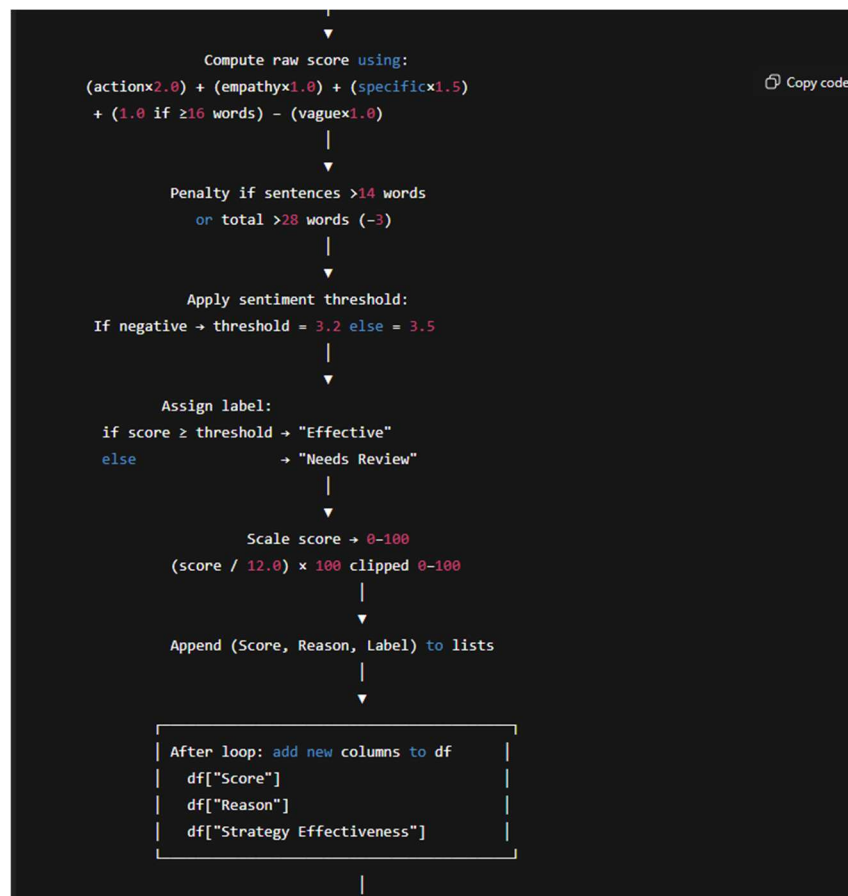 Compute raw score using:
Copy code
(action×2.0) + (empathy×1.0) + (specific×1.5)
+ (1.0 if ≥16 words) – (vague×1.0)
Penalty if sentences >14 words
or total >28 words (–3)
Apply sentiment threshold:
If negative → threshold = 3.2 else = 3.5
Assign label:
if score ≥ threshold → "Effective"
else → "Needs Review"
Scale score → 0–100
(score / 12.0) × 100 clipped 0–100
Append (Score, Reason, Label) to lists
After loop: add new columns to df
df["Score"]
df["Reason"]
df["Strategy Effectiveness"]